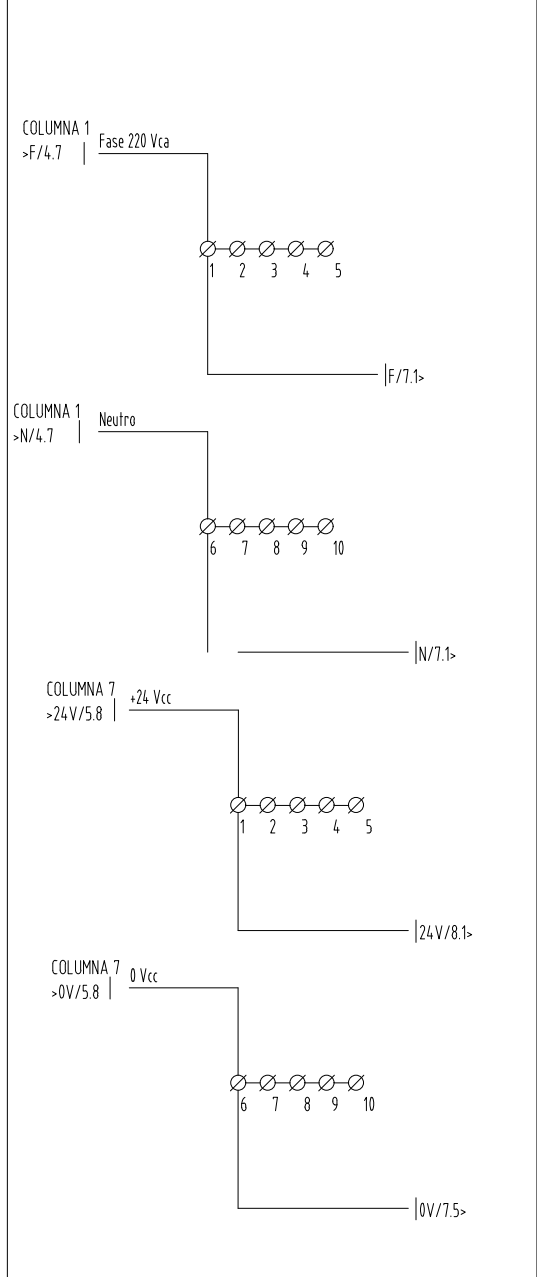 COLUMNA 1
>F/4.7
Fase 220 Vca
1 2 3 4 5
F/7.1>
COLUMNA 1
>N/4.7
Neutro
6 7 8 9 10
N/7.1>
COLUMNA 7
>24V/5.8
+24 Vcc
1 2 3 4 5
24V/8.1>
COLUMNA 7
>0V/5.8
0 Vcc
6 7 8 9 10
0V/7.5>